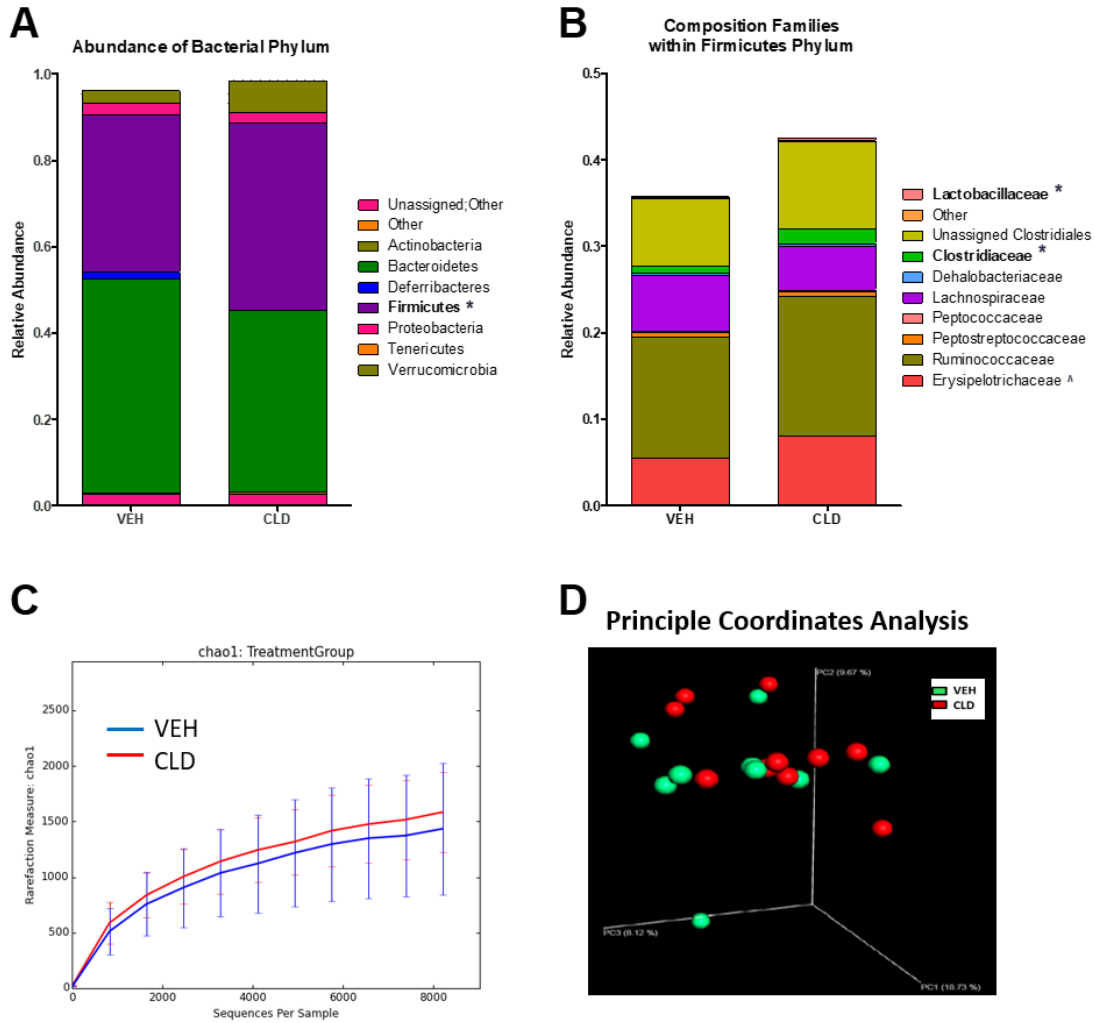 A
Abundance of Bacterial Phylum
Relative Abundance
1.0
0.8
0.6
0.4
0.2
0.0
VEH
CLD
Unassigned;Other
Other
Actinobacteria
Bacteroidetes
Deferribacteres
Firmicutes *
Proteobacteria
Tenericutes
Verrucomicrobia
B
Composition Families
within Firmicutes Phylum
Relative Abundance
0.5
0.4
0.3
0.2
0.1
0.0
VEH
CLD
Lactobacillaceae *
Other
Unassigned Clostridiales
Clostridiaceae *
Dehalobacteriaceae
Lachnospiraceae
Peptococcaceae
Peptostreptococcaceae
Ruminococcaceae
Erysipelotrichaceae ^
C
chao1: TreatmentGroup
Rarefaction Measure: chao1
2500
2000
1500
1000
500
0
VEH
CLD
0
2000
4000
6000
8000
Sequences Per Sample
D
Principle Coordinates Analysis
PC2 (9.67 %)
VEH
CLD
PC3 (8.12 %)
PC1 (18.73 %)